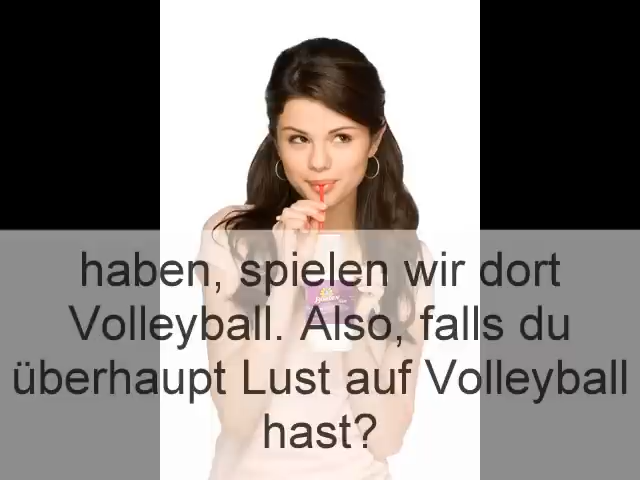 haben, spielen wir dort
Volleyball. Also, falls du
überhaupt Lust auf Volleyball
hast?